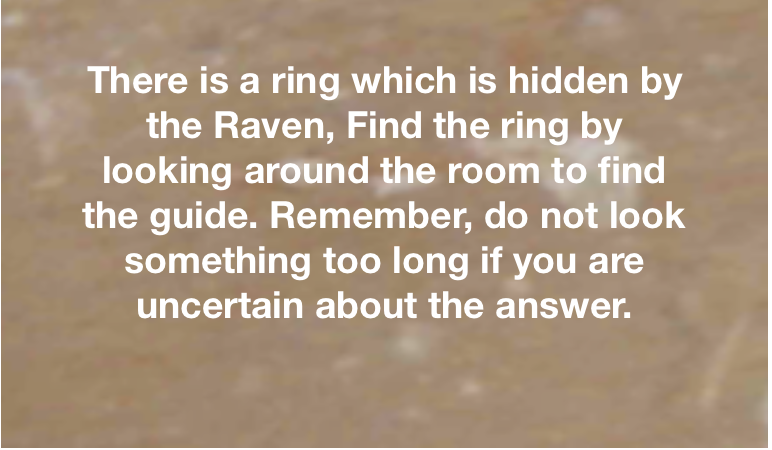 There is a ring which is hidden by
the Raven, Find the ring by
looking around the room to find
the guide. Remember, do not look
something too long if you are
uncertain about the answer.